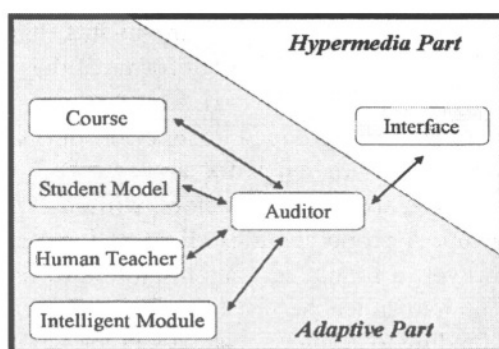 Hypermedia Part
Course
Interface
Student Model
Auditor
Human Teacher
Intelligent Module
Adaptive Part